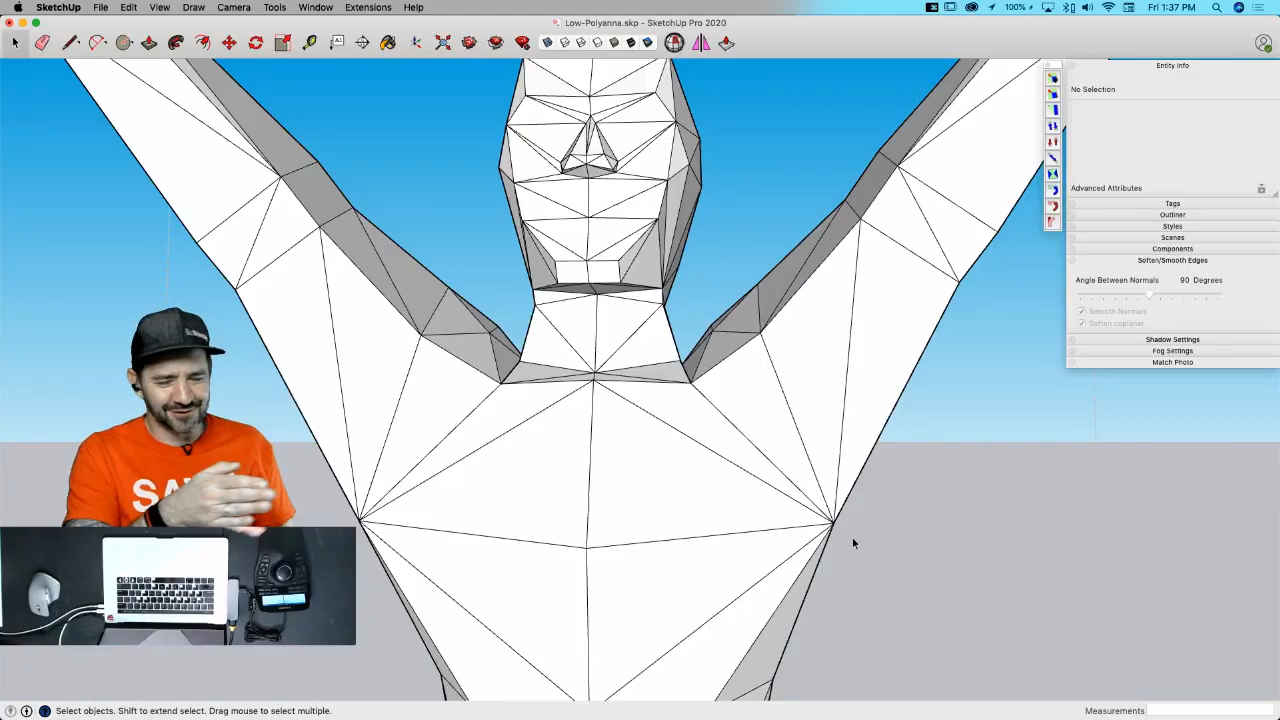 SketchUp File Edit View Draw Camera Tools Window Extensions Help 100% Fri 1:37 PM
Low-Polyanna.skp - SketchUp Pro 2020
Entity Info
No Selection
Advanced Attributes
Tags
Outliner
Styles
Scenes
Components
Soften/Smooth Edges
Angle Between Normals 90 Degrees
Smooth Normals
Soften coplanar
Shadow Settings
Fog Settings
Match Photo
Select objects. Shift to extend select. Drag mouse to select multiple. Measurements